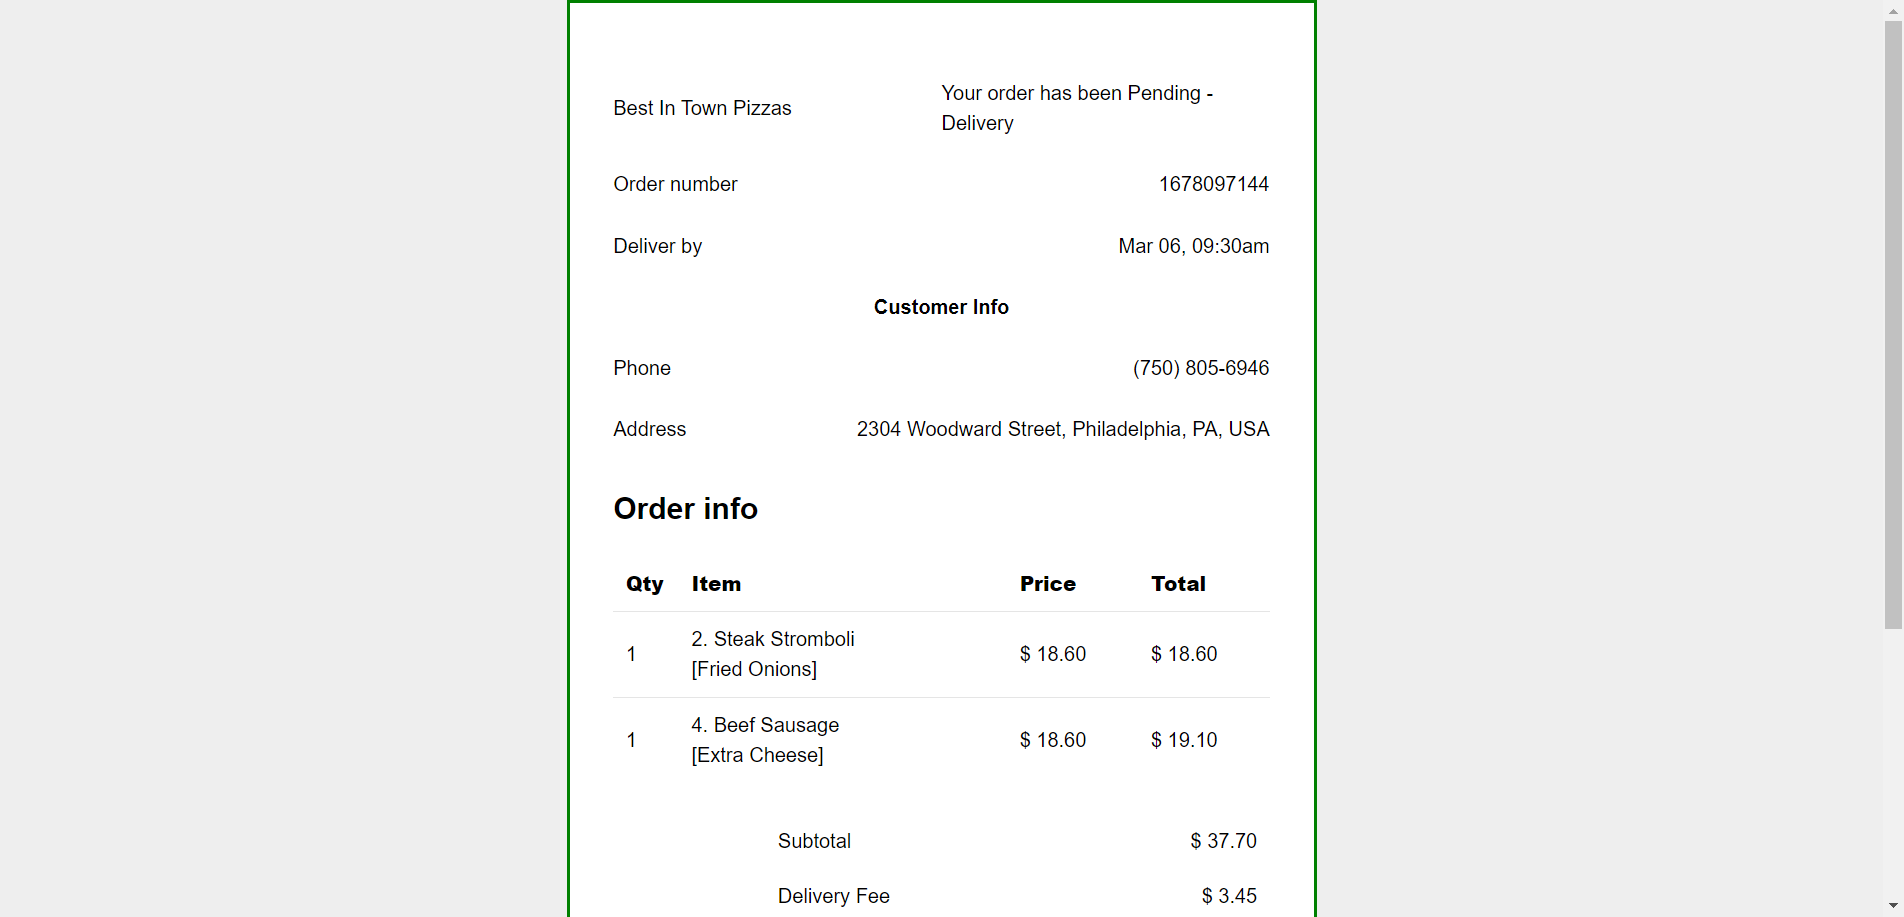 Best In Town Pizzas
Your order has been Pending -
Delivery
Order number 1678097144
Deliver by Mar 06, 09:30am
Customer Info
Phone (750) 805-6946
Address 2304 Woodward Street, Philadelphia, PA, USA
Order info
Qty Item Price Total
1 2. Steak Stromboli [Fried Onions] $ 18.60 $ 18.60
1 4. Beef Sausage [Extra Cheese] $ 18.60 $ 19.10
Subtotal $ 37.70
Delivery Fee $ 3.45